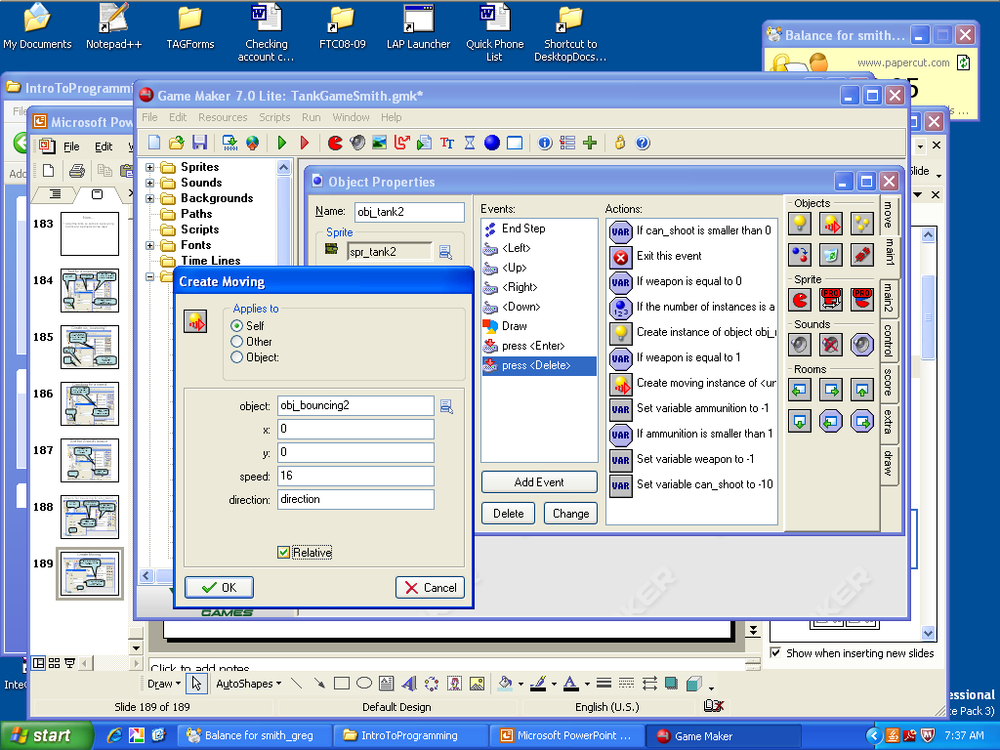 My Documents
Notepad++
TAGForms
Checking account c...
FTC08-09
LAP Launcher
Quick Phone List
Shortcut to DesktopDocs...
Balance for smith...
www.papercut.com
IntroToProgrammi
Microsoft Pow
File Edit
Game Maker 7.0 Lite: TankGameSmith.gmk*
File Edit Resources Scripts Run Window Help
Sprites
Sounds
Backgrounds
Paths
Scripts
Fonts
Time Lines
Object Properties
Name: obj_tank2
Sprite
spr_tank2
Events:
End Step
<Left>
<Up>
<Right>
<Down>
Draw
press <Enter>
press <Delete>
Add Event
Delete
Change
Actions:
If can_shoot is smaller than 0
Exit this event
If weapon is equal to 0
If the number of instances is a
Create instance of object obj_
If weapon is equal to 1
Create moving instance of <ur
Set variable ammunition to -1
If ammunition is smaller than 1
Set variable weapon to -1
Set variable can_shoot to -10
Objects
Sprite
Sounds
Rooms
move
main1
main2
control
score
extra
draw
Create Moving
Applies to
Self
Other
Object:
object: obj_bouncing2
x: 0
y: 0
speed: 16
direction: direction
Relative
OK
Cancel
183
184
185
186
187
188
189
GAMES
Click to add notes
Show when inserting new slides
Draw
AutoShapes
Slide 189 of 189
Default Design
English (U.S.)
start
Balance for smith_greg
IntroToProgramming
Microsoft PowerPoint ...
Game Maker
7:37 AM